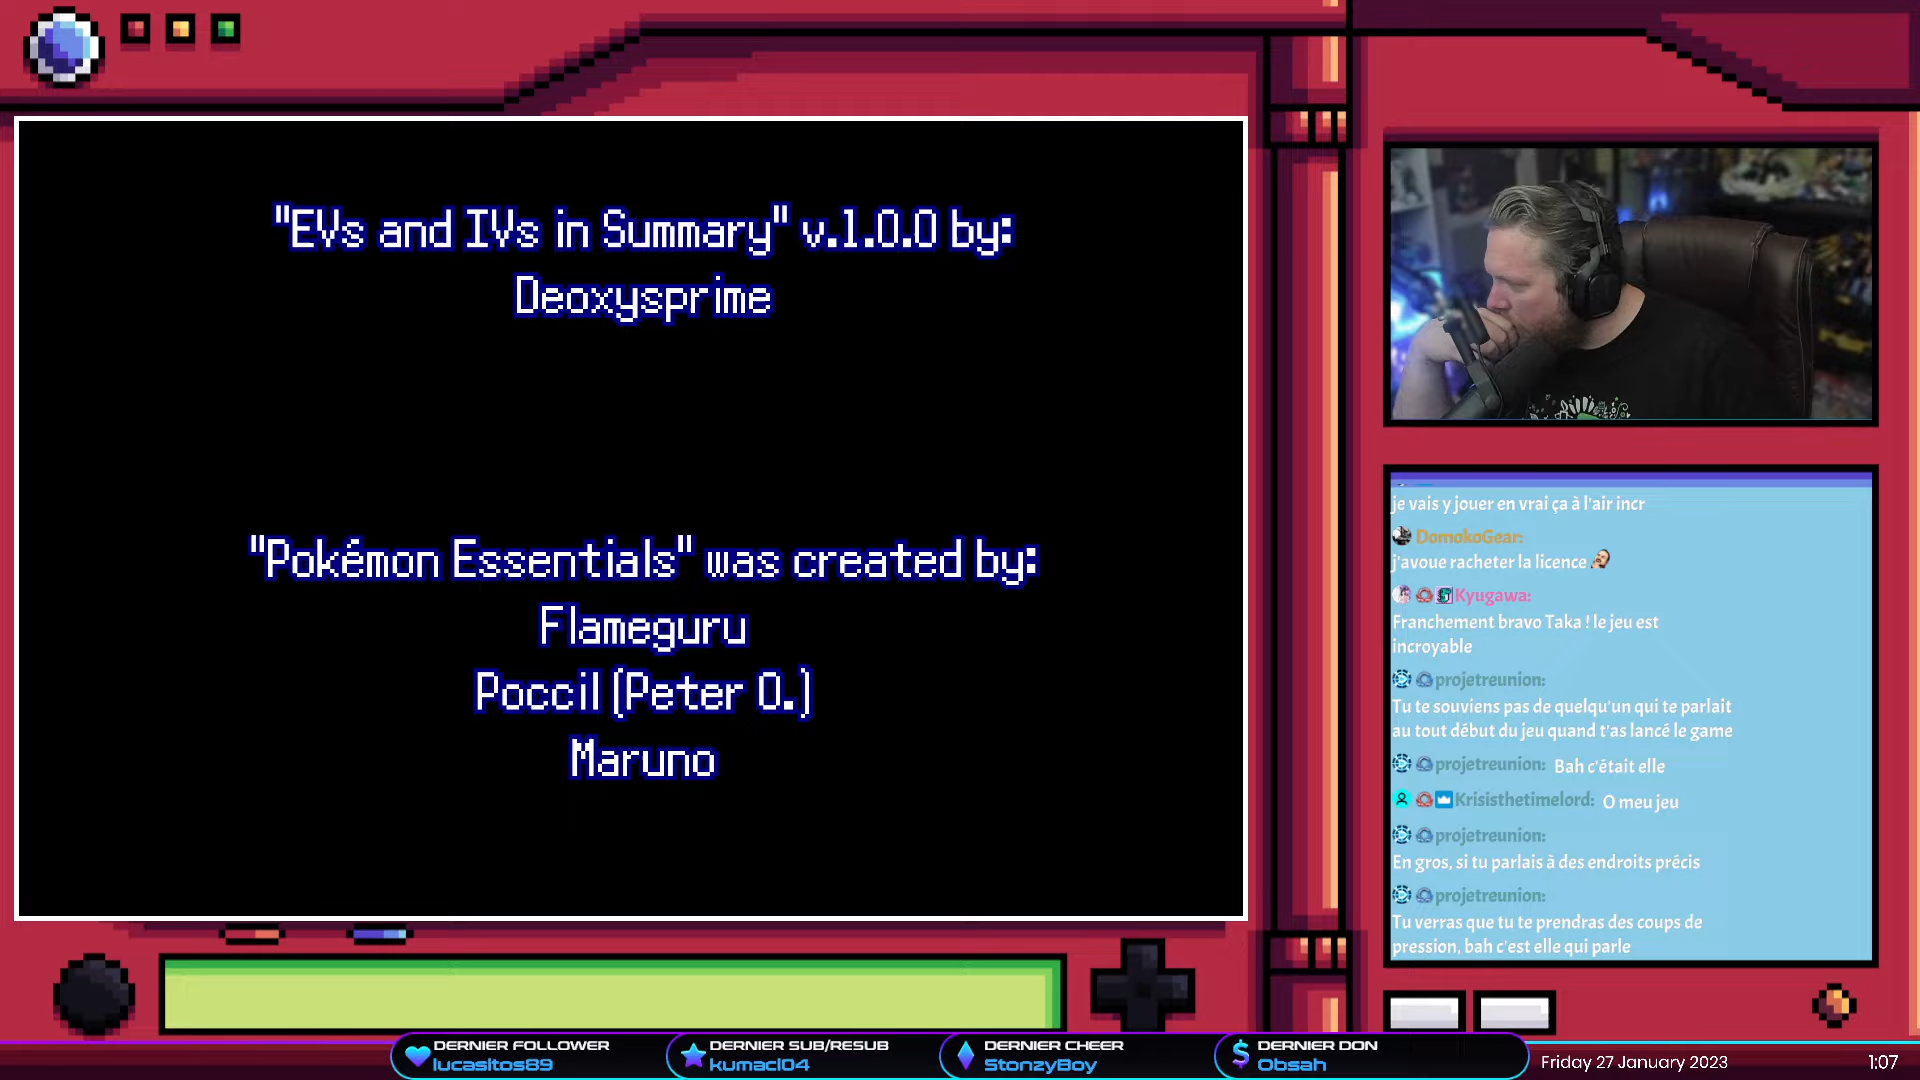 "EVs and IVs in Summary" v.1.0.0 by:
Deoxysprime
"Pokémon Essentials" was created by:
Flameguru
Poccil (Peter O.)
Maruno
je vais y jouer en vrai ça à l'air incr
DomokoGear:
j'avoue racheter la licence
Kyugawa:
Franchement bravo Taka ! le jeu est
incroyable
projetreunion:
Tu te souviens pas de quelqu'un qui te parlait
au tout début du jeu quand t'as lancé le game
projetreunion: Bah c'était elle
Krisisthetimelord: O meu jeu
projetreunion:
En gros, si tu parlais à des endroits précis
projetreunion:
Tu verras que tu te prendras des coups de
pression, bah c'est elle qui parle
DERNIER FOLLOWER
lucasitos89
DERNIER SUB/RESUB
kumaci04
DERNIER CHEER
StonzyBoy
DERNIER DON
Obsah
Friday 27 January 2023
1:07